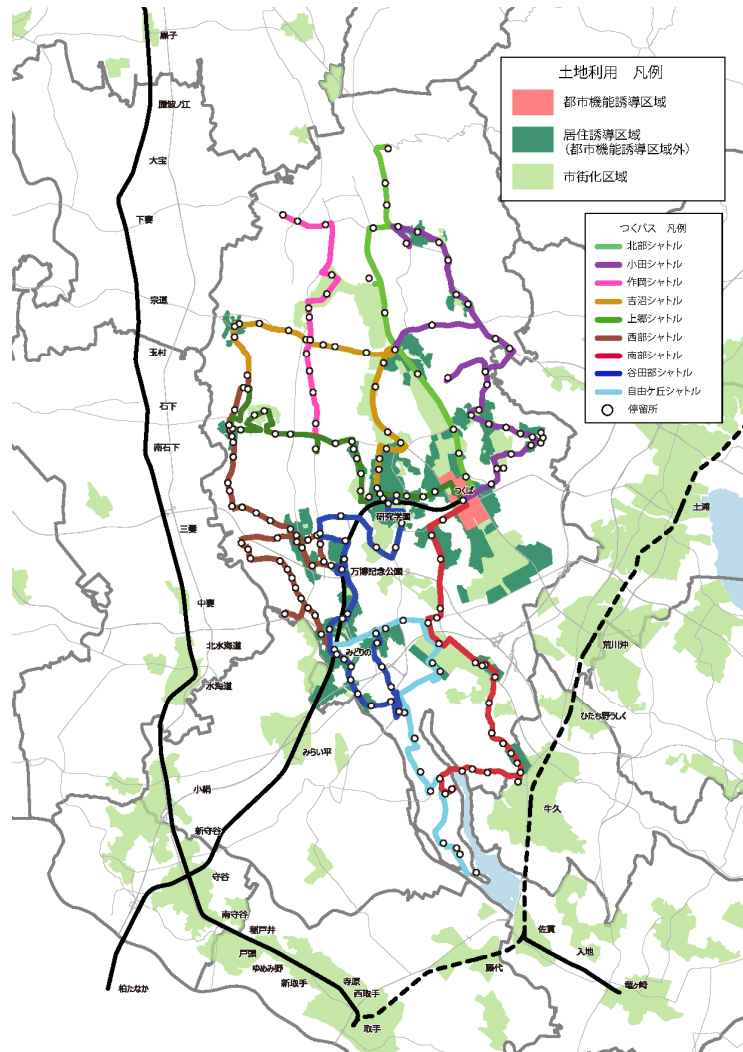 黒子
土地利用 凡例
都市機能誘導区域
居住誘導区域
(都市機能誘導区域外)
市街化区域
騰波ノ江
大宝
下妻
つくバス 凡例
北部シャトル
小田シャトル
作岡シャトル
吉沼シャトル
上郷シャトル
西部シャトル
南部シャトル
谷田部シャトル
自由ケ丘シャトル
停留所
宗道
玉村
石下
南石下
つくば
土浦
研究学園
三妻
万博記念公園
中妻
北水海道
みどりの
荒川沖
水海道
ひたち野うしく
みらい平
小絹
牛久
新守谷
守谷
南守谷
稲戸井
戸頭
ゆめみ野
新取手
寺原
西取手
取手
柏たなか
佐貫
入地
藤代
竜ヶ崎